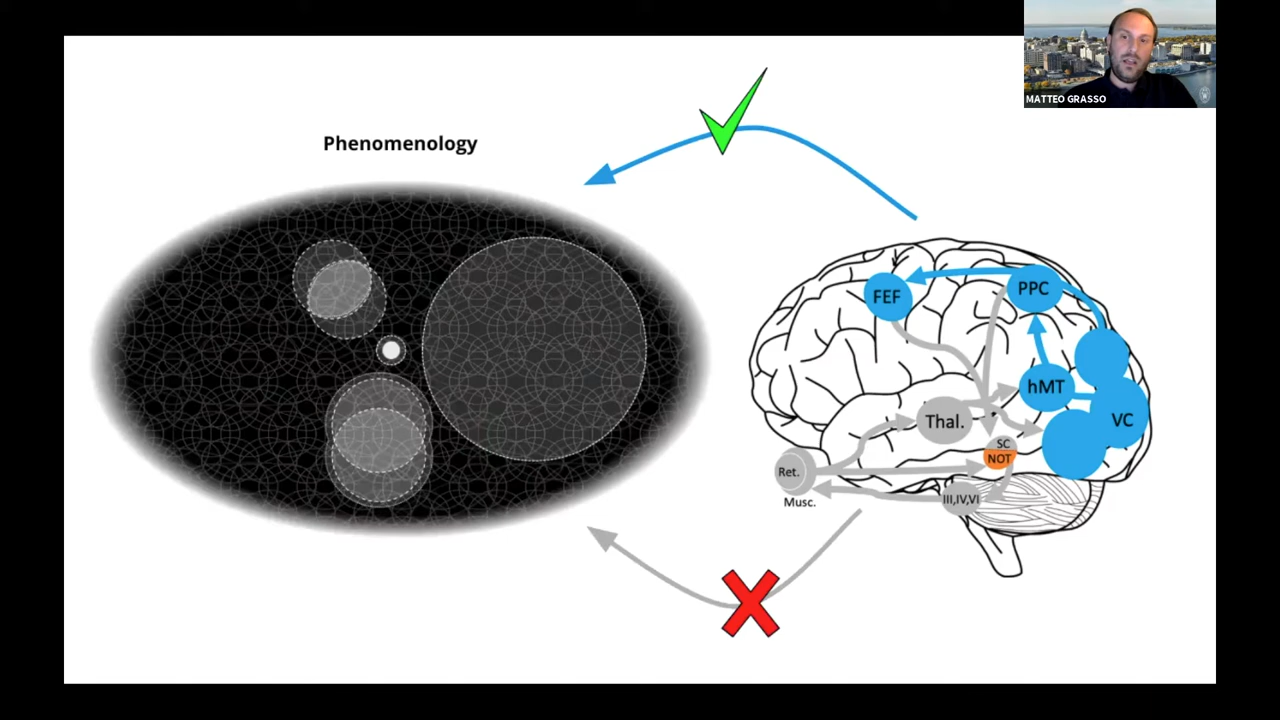 MATTEO GRASSO
Phenomenology
FEF
PPC
hMT
VC
Thal.
SC
NOT
Ret.
III,IV,VI
Musc.